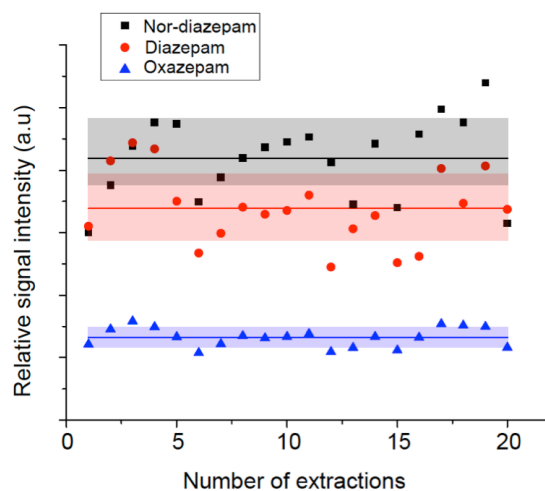 Nor-diazepam
Diazepam
Oxazepam
Relative signal intensity (a.u)
0 5 10 15 20
Number of extractions